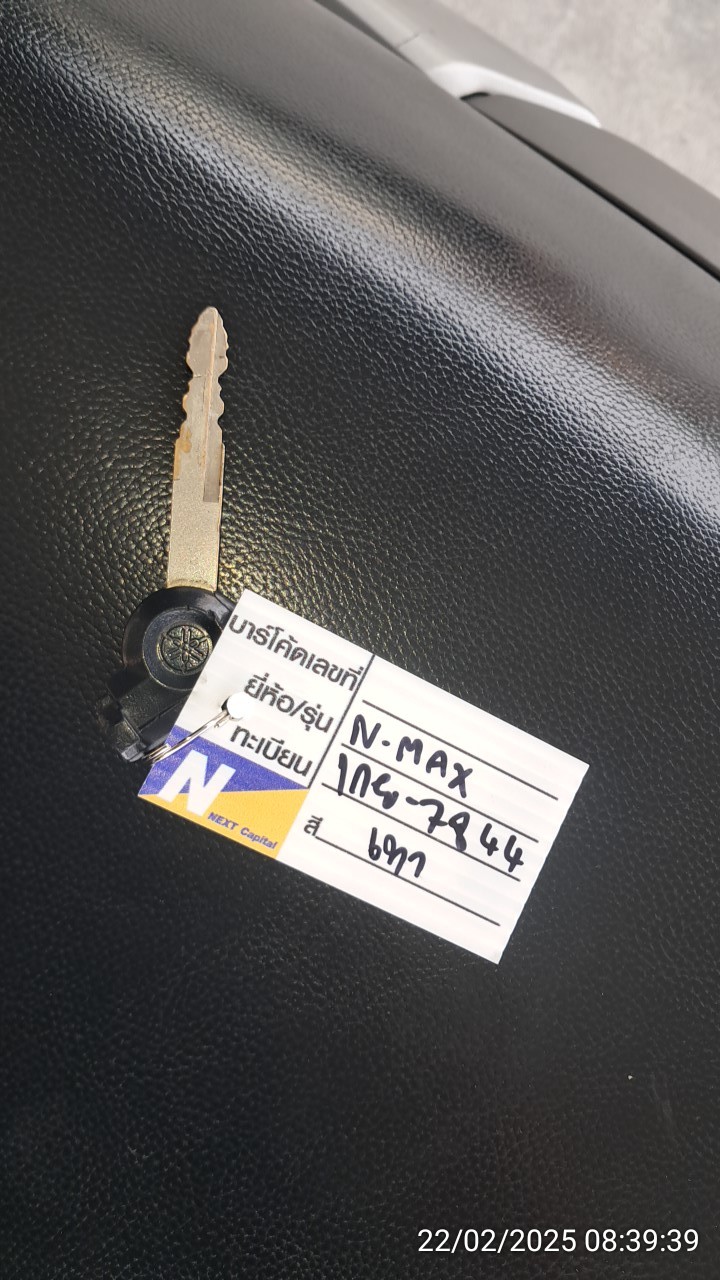 บาร์โค้ดเลขที่
ยี่ห้อ/รุ่น N-MAX
ทะเบียน 1กย-7844
สี เทา
N
NEXT Capital
22/02/2025 08:39:39